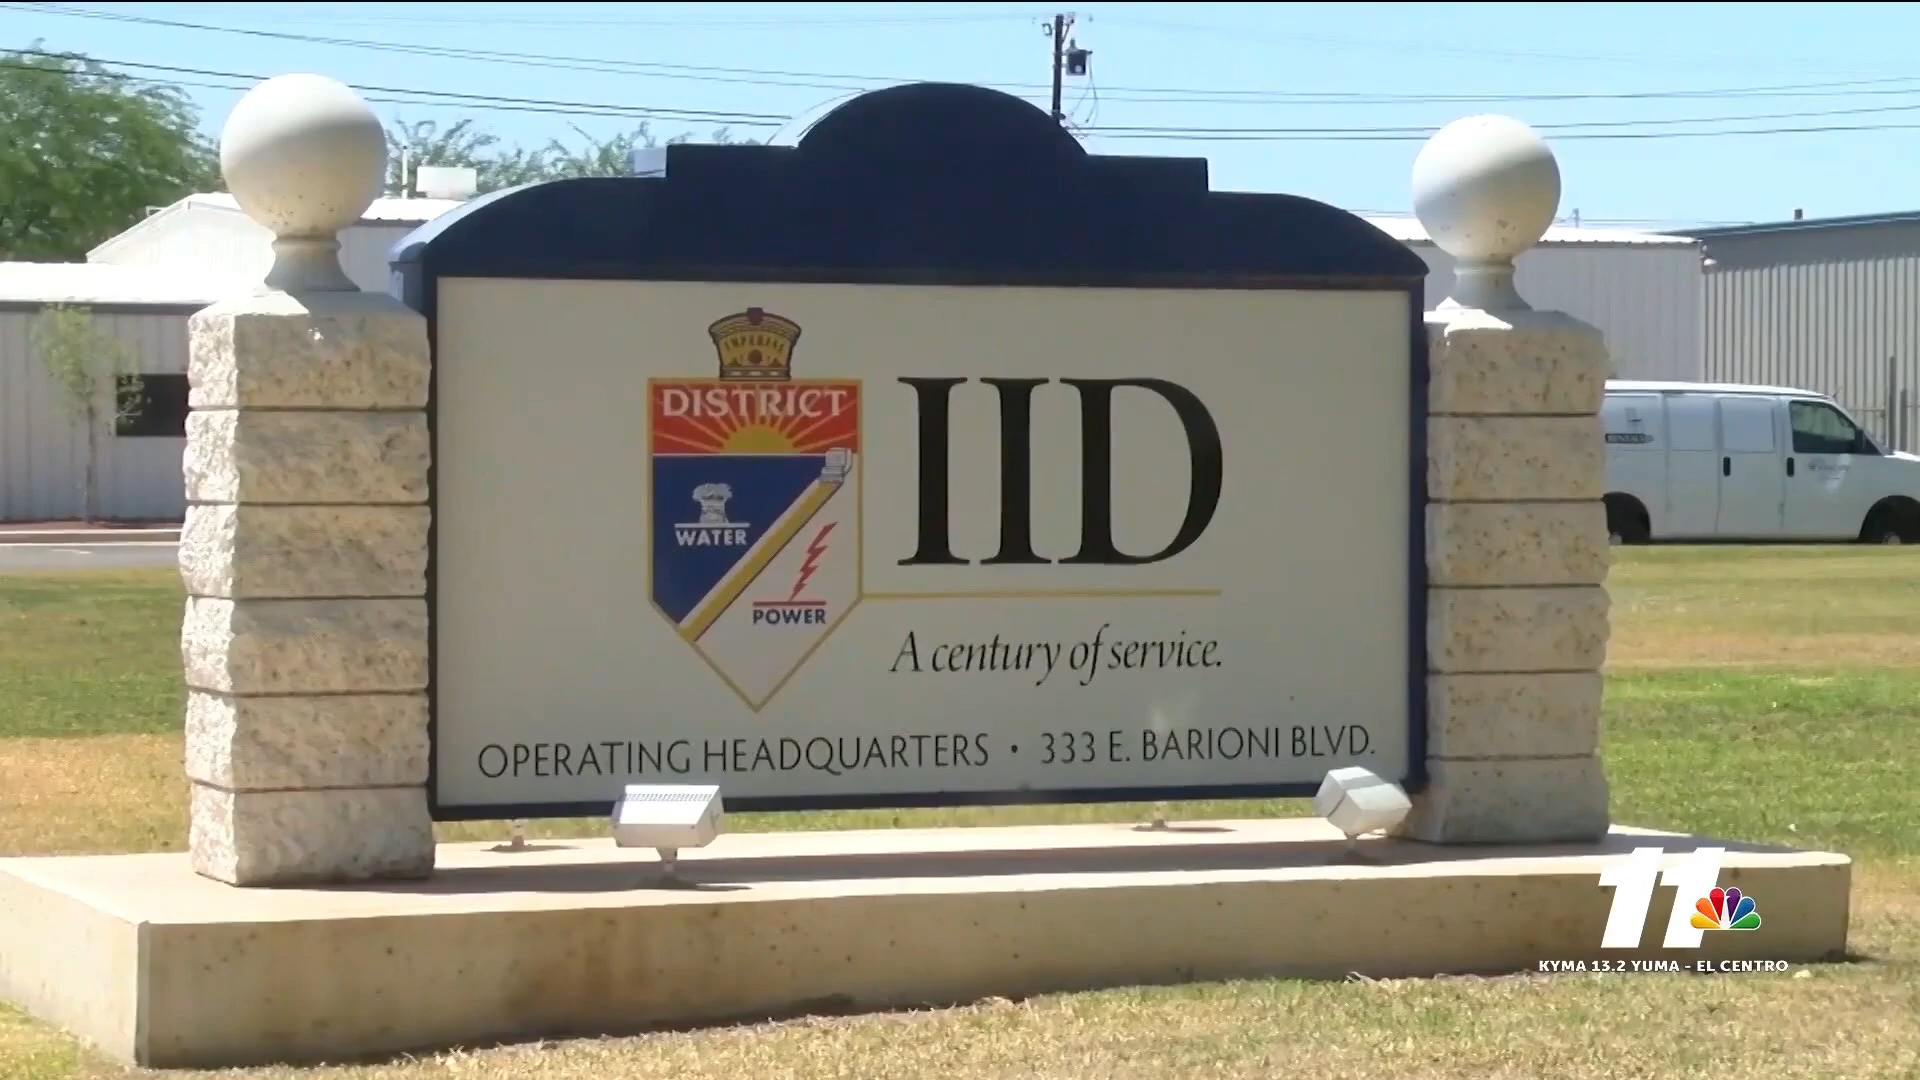 IMPERIAL
DISTRICT
WATER
POWER
IID
A century of service.
OPERATING HEADQUARTERS • 333 E. BARIONI BLVD.
RENTALS
11
KYMA 13.2 YUMA - EL CENTRO